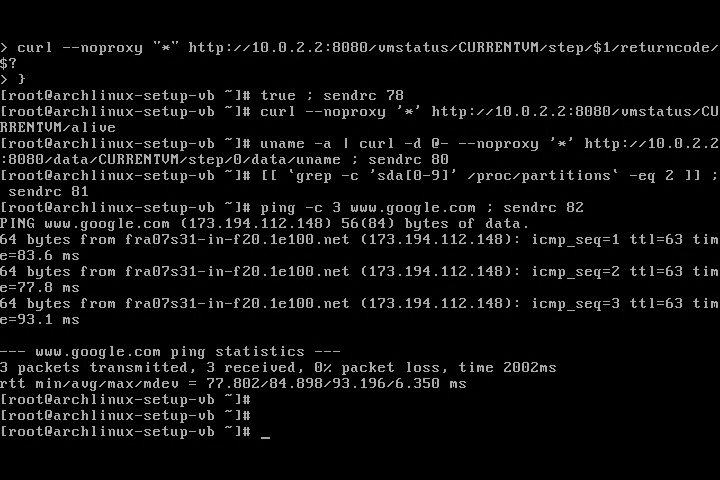 > curl --noproxy "*" http://10.0.2.2:8080/vmstatus/CURRENTVM/step/$1/returncode/
$?
> }
[root@archlinux-setup-vb ~]# true ; sendrc 78
[root@archlinux-setup-vb ~]# curl --noproxy '*' http://10.0.2.2:8080/vmstatus/CU
RRENTVM/alive
[root@archlinux-setup-vb ~]# uname -a | curl -d @- --noproxy '*' http://10.0.2.2
:8080/data/CURRENTVM/step/0/data/uname ; sendrc 80
[root@archlinux-setup-vb ~]# [[ `grep -c 'sda[0-9]' /proc/partitions` -eq 2 ]] ;
 sendrc 81
[root@archlinux-setup-vb ~]# ping -c 3 www.google.com ; sendrc 82
PING www.google.com (173.194.112.148) 56(84) bytes of data.
64 bytes from fra07s31-in-f20.1e100.net (173.194.112.148): icmp_seq=1 ttl=63 tim
e=83.6 ms
64 bytes from fra07s31-in-f20.1e100.net (173.194.112.148): icmp_seq=2 ttl=63 tim
e=77.8 ms
64 bytes from fra07s31-in-f20.1e100.net (173.194.112.148): icmp_seq=3 ttl=63 tim
e=93.1 ms

--- www.google.com ping statistics ---
3 packets transmitted, 3 received, 0% packet loss, time 2002ms
rtt min/avg/max/mdev = 77.802/84.898/93.196/6.350 ms
[root@archlinux-setup-vb ~]#
[root@archlinux-setup-vb ~]#
[root@archlinux-setup-vb ~]# _